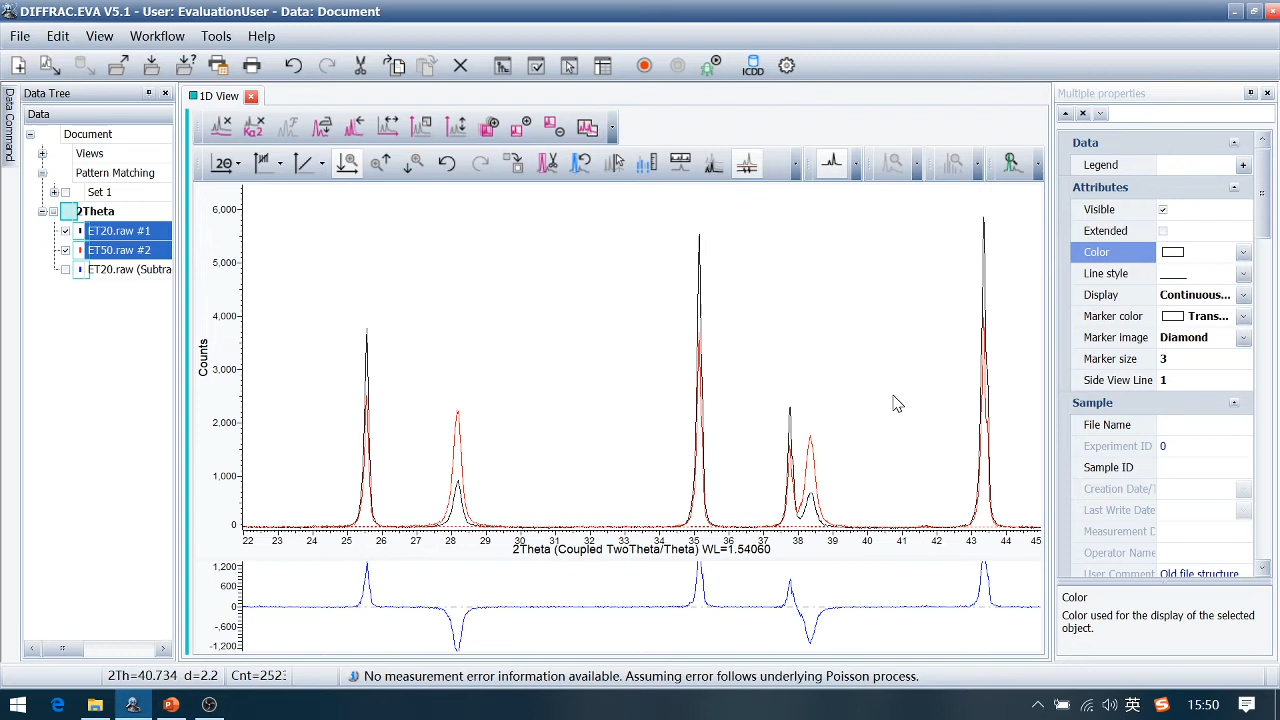 DIFFRAC.EVA V5.1 - User: EvaluationUser - Data: Document
File Edit View Workflow Tools Help
ICDD
Data Command
Data Tree
Data
Document
Views
Pattern Matching
Set 1
2Theta
ET20.raw #1
ET50.raw #2
ET20.raw (Subtra
1D View
Kα2
2Θ
Counts
6,000
5,000
4,000
3,000
2,000
1,000
0
22 23 24 25 26 27 28 29 30 31 32 33 34 35 36 37 38 39 40 41 42 43 44 45
2Theta (Coupled TwoTheta/Theta) WL=1.54060
1,200
600
0
-,600
-1,200
Multiple properties
Data
Legend
Attributes
Visible
Extended
Color
Line style
Display Continuous...
Marker color Trans...
Marker image Diamond
Marker size 3
Side View Line 1
Sample
File Name
Experiment ID 0
Sample ID
Creation Date/T
Last Write Date
Measurement D
Operator Name
User Comment Old file structure
Color
Color used for the display of the selected
object.
2Th=40.734 d=2.2 Cnt=252 No measurement error information available. Assuming error follows underlying Poisson process.
英 15:50